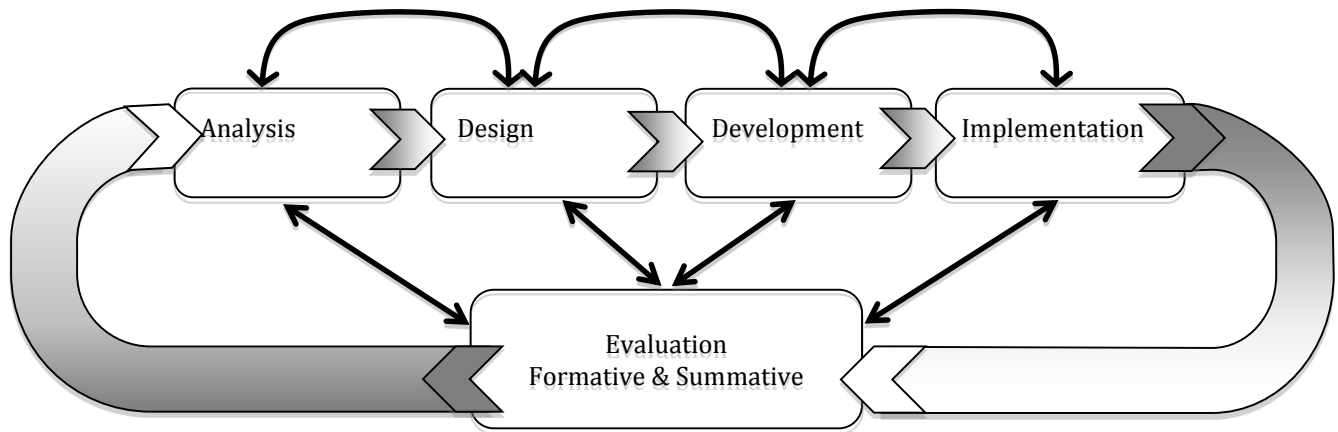 Analysis
Design
Development
Implementation
Evaluation
Formative & Summative